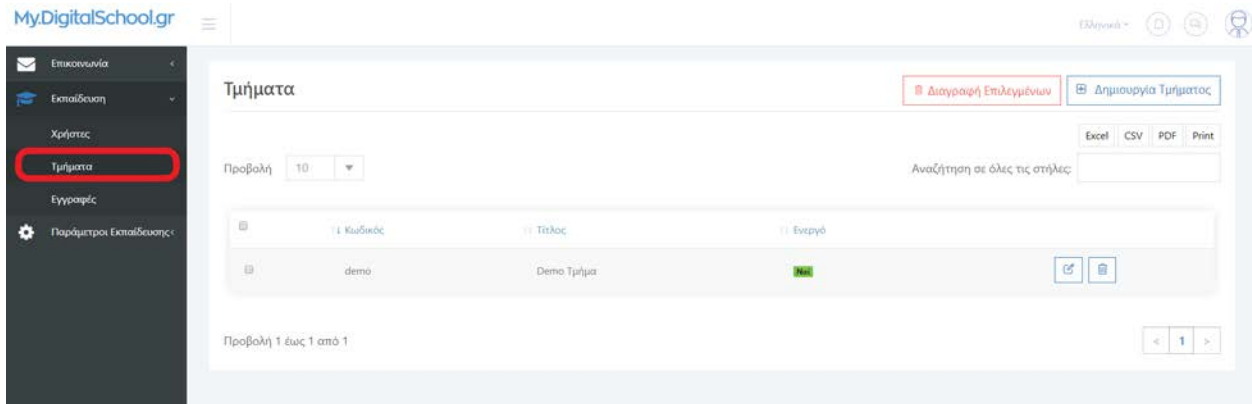 My.DigitalSchool.gr
Ελληνικά
Επικοινωνία
Εκπαίδευση
Χρήστες
Τμήματα
Εγγραφές
Παράμετροι Εκπαίδευσης
Τμήματα
Διαγραφή Επιλεγμένων
Δημιουργία Τμήματος
Excel CSV PDF Print
Προβολή 10
Αναζήτηση σε όλες τις στήλες:
Κωδικός Τίτλος Ενεργό
demo Demo Τμήμα Ναί
Προβολή 1 έως 1 από 1
< 1 >